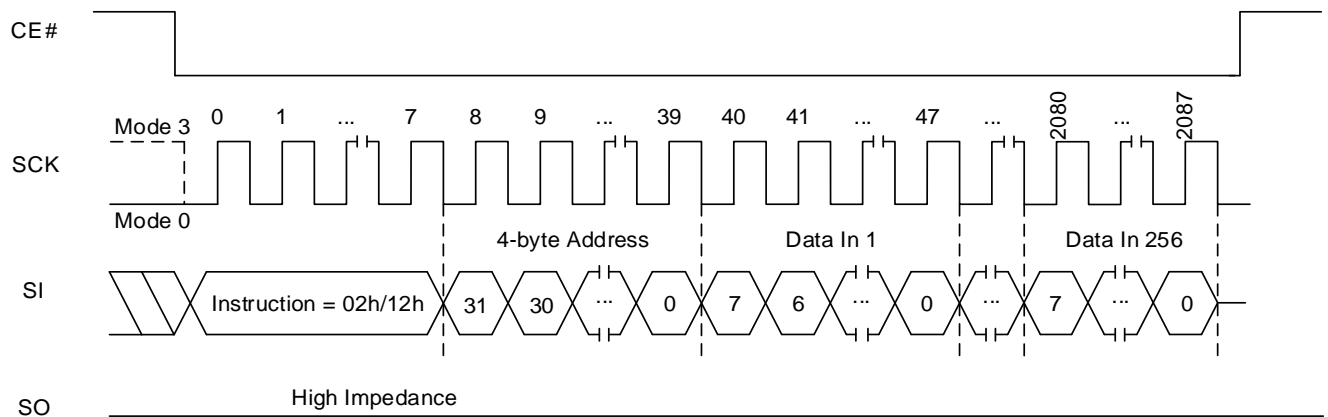 CE#
Mode 3
0 1 ... 7 8 9 ... 39 40 41 ... 47 ... 2080 ... 2087
SCK
Mode 0
4-byte Address Data In 1 Data In 256
SI
Instruction = 02h/12h 31 30 ... 0 7 6 ... 0 ... 7 ... 0
High Impedance
SO